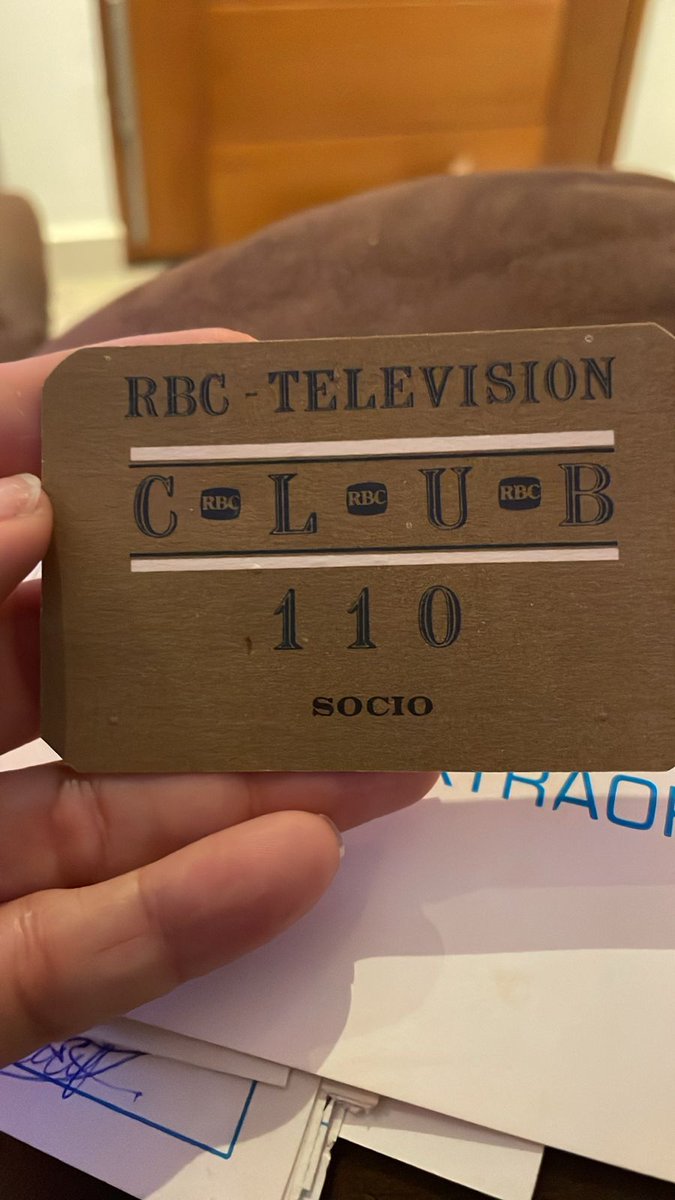 RBC - TELEVISION
C RBC L RBC U RBC B
110
SOCIO